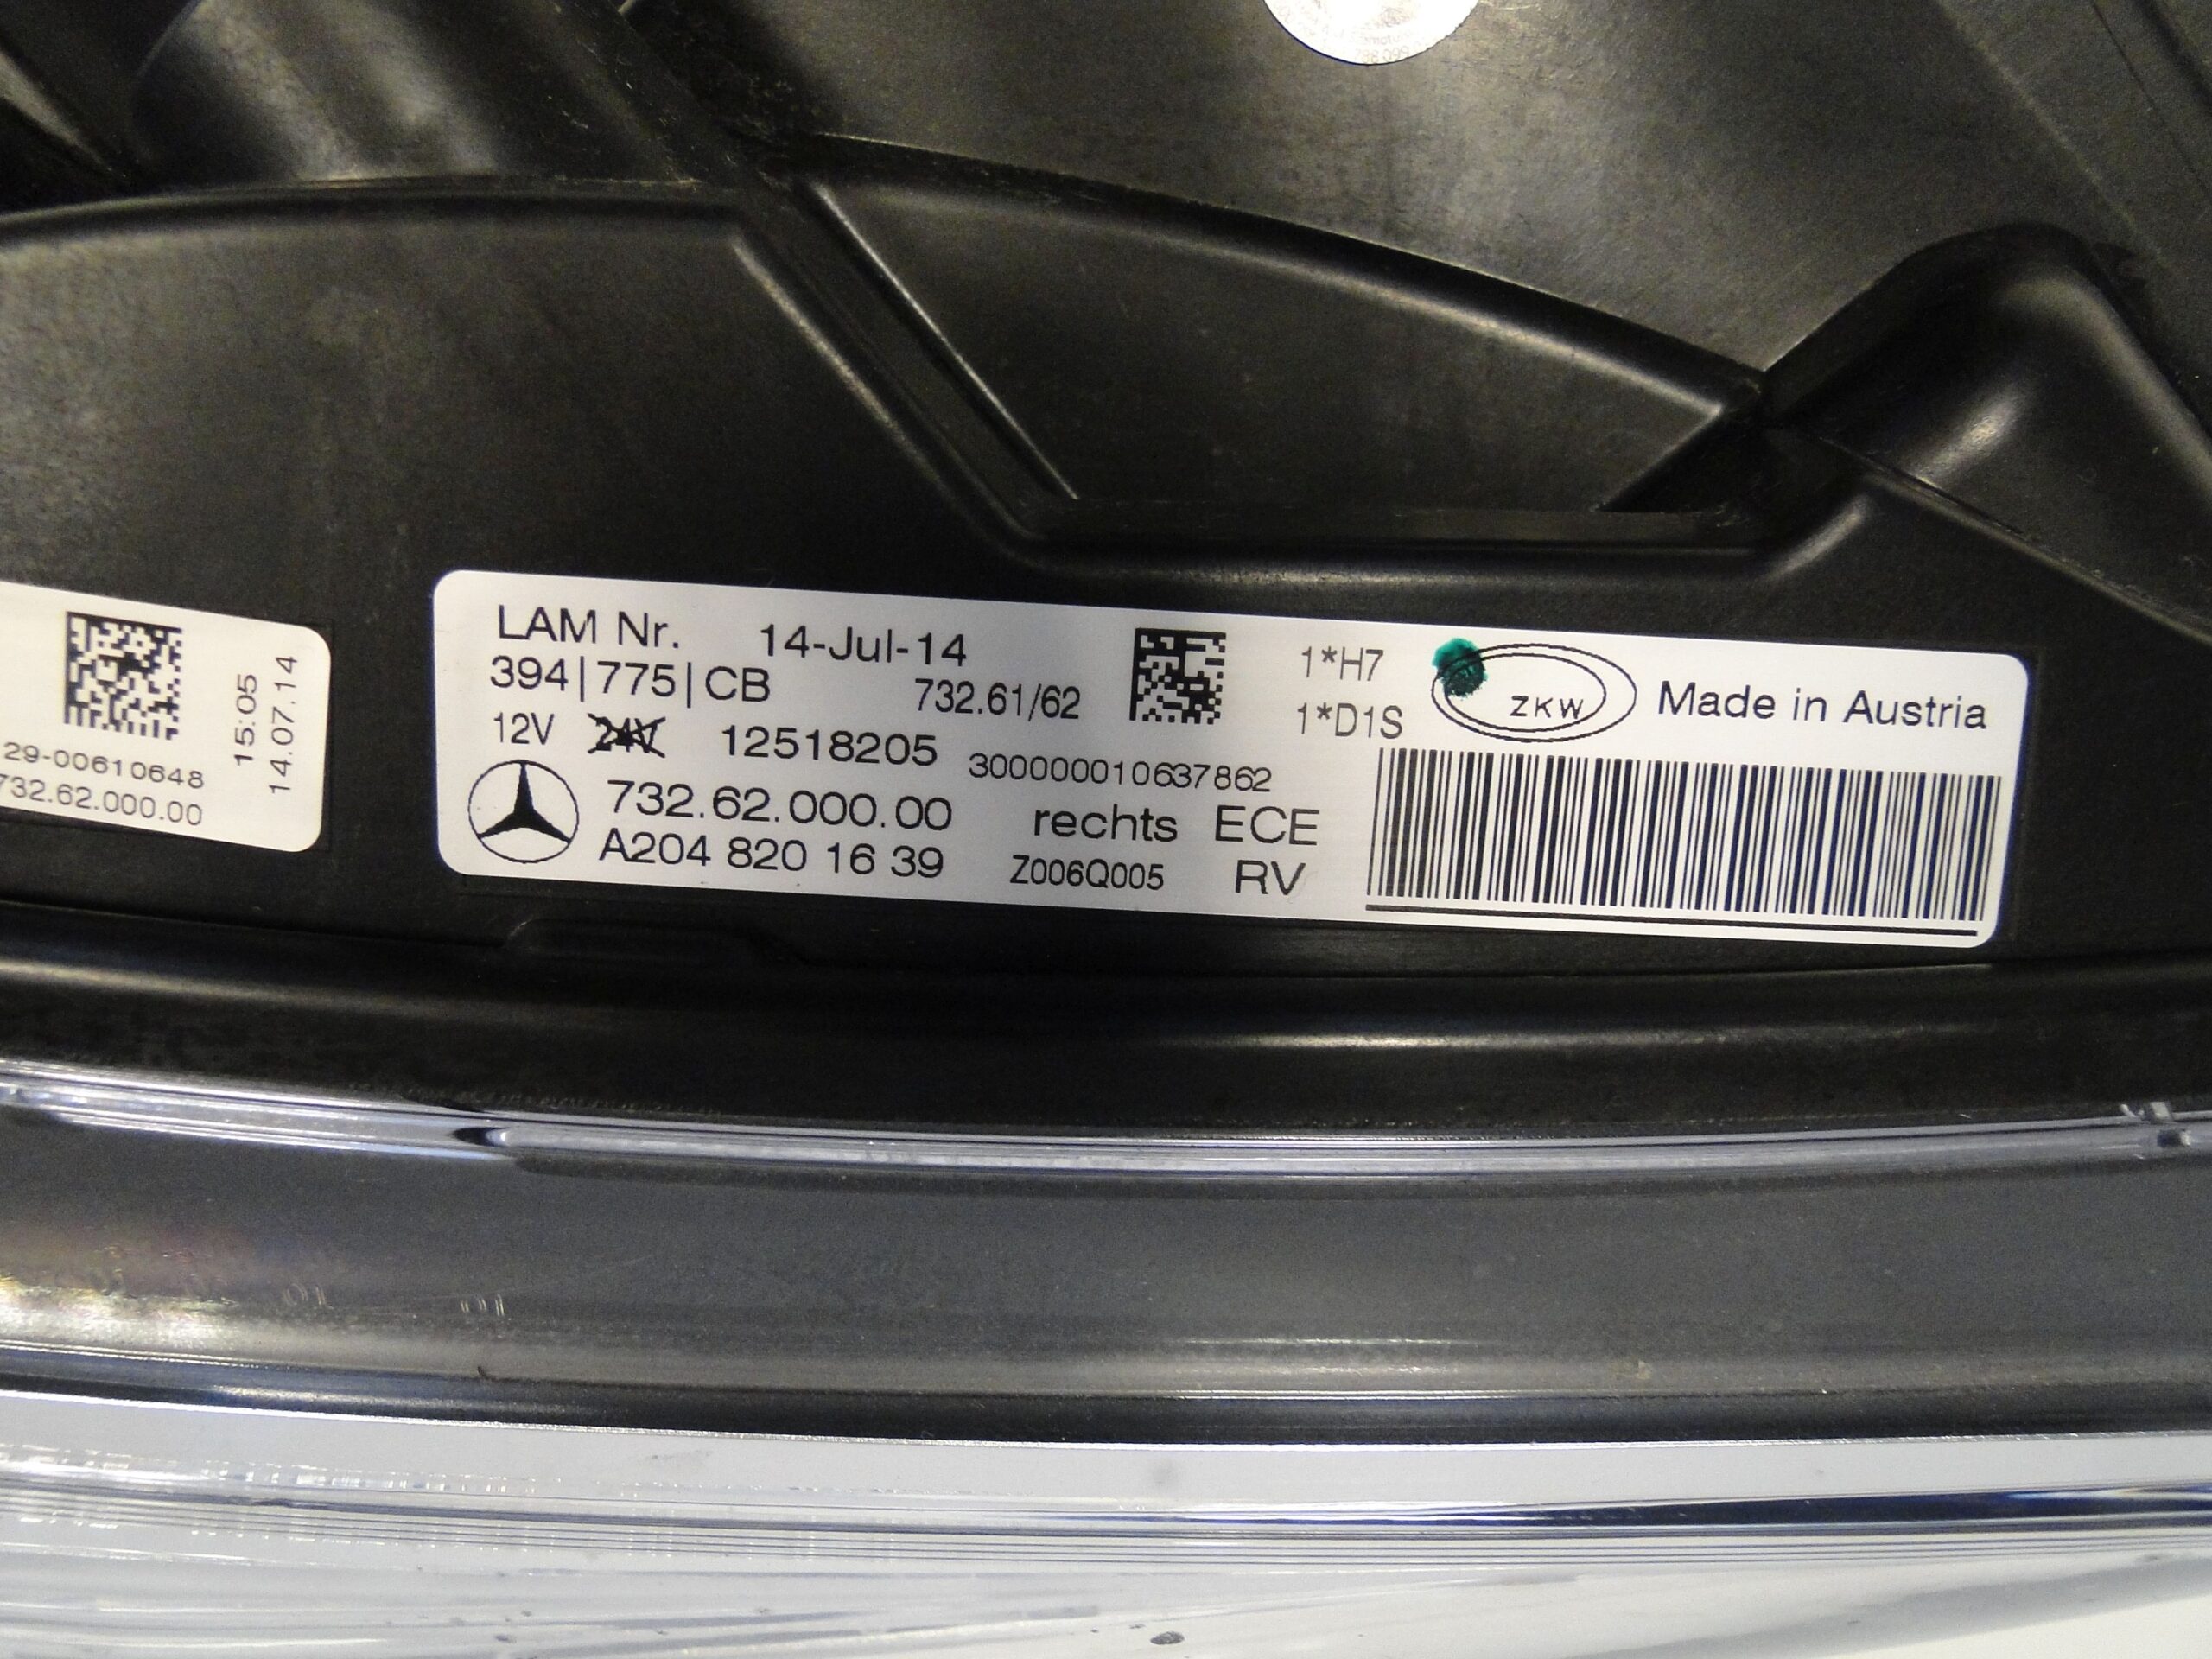 15:05
14.07.14
29-00610648
732.62.000.00
LAM Nr. 14-Jul-14
394|775|CB 732.61/62
12V 24V 12518205 300000010637862
732.62.000.00 rechts ECE
A204 820 16 39 Z006Q005 RV
1*H7
1*D1S
ZKW
Made in Austria
01
01